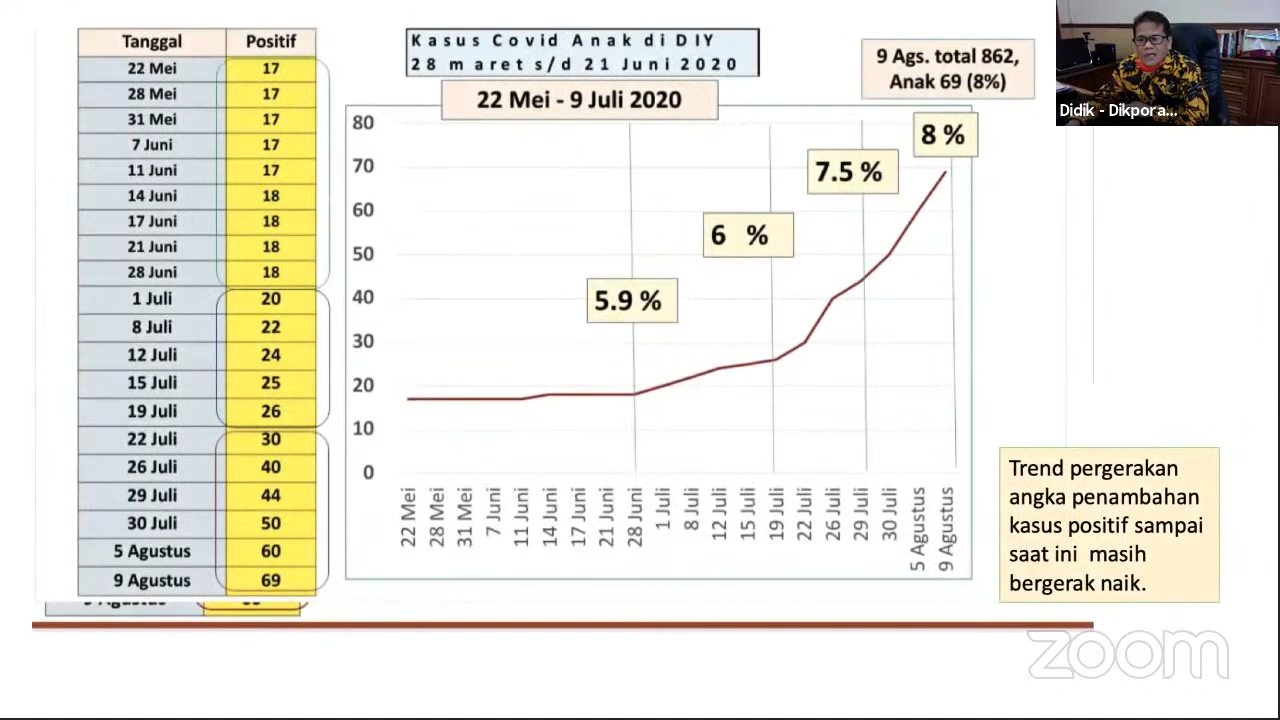 Tanggal Positif
22 Mei 17
28 Mei 17
31 Mei 17
7 Juni 17
11 Juni 17
14 Juni 18
17 Juni 18
21 Juni 18
28 Juni 18
1 Juli 20
8 Juli 22
12 Juli 24
15 Juli 25
19 Juli 26
22 Juli 30
26 Juli 40
29 Juli 44
30 Juli 50
5 Agustus 60
9 Agustus 69
Kasus Covid Anak di DIY
28 maret s/d 21 Juni 2020
22 Mei - 9 Juli 2020
9 Ags. total 862,
Anak 69 (8%)
Didik - Dikpora...
80
70
60
50
40
30
20
10
0
5.9 %
6 %
7.5 %
8 %
22 Mei
28 Mei
31 Mei
7 Juni
11 Juni
14 Juni
17 Juni
21 Juni
28 Juni
1 Juli
8 Juli
12 Juli
15 Juli
19 Juli
22 Juli
26 Juli
29 Juli
30 Juli
5 Agustus
9 Agustus
Trend pergerakan
angka penambahan
kasus positif sampai
saat ini masih
bergerak naik.
zoom